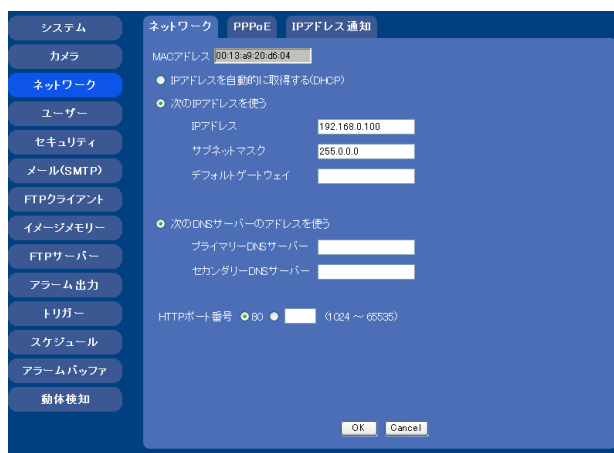 システム
カメラ
ネットワーク
ユーザー
セキュリティ
メール(SMTP)
FTPクライアント
イメージメモリー
FTPサーバー
アラーム出力
トリガー
スケジュール
アラームバッファ
動体検知
ネットワーク PPPoE IPアドレス通知
MACアドレス 00:13:a9:20:d6:04
IPアドレスを自動的に取得する(DHCP)
次のIPアドレスを使う
IPアドレス 192.168.0.100
サブネットマスク 255.0.0.0
デフォルトゲートウェイ
次のDNSサーバーのアドレスを使う
プライマリーDNSサーバー
セカンダリーDNSサーバー
HTTPポート番号 80 (1024 ～ 65535)
OK Cancel